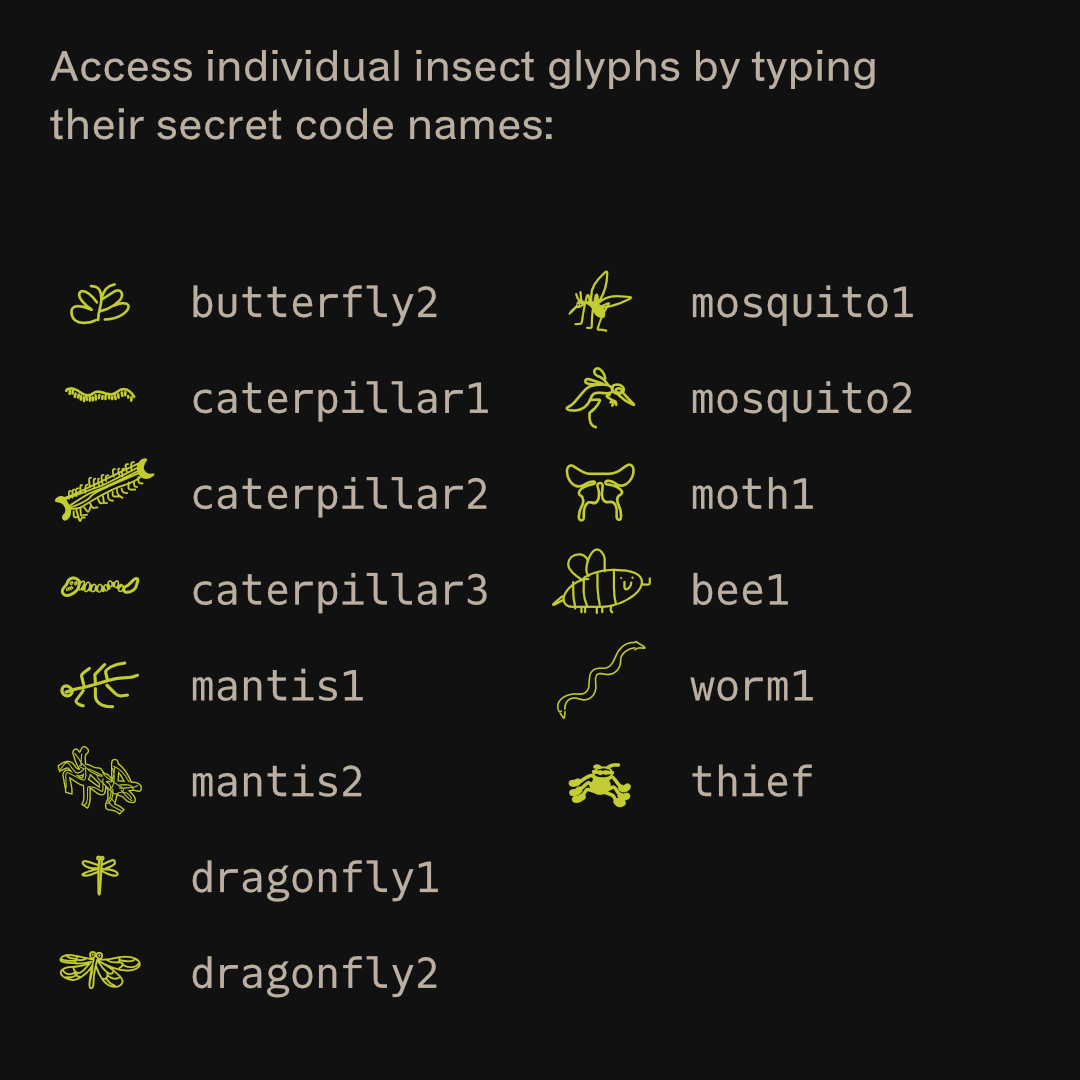 Access individual insect glyphs by typing
their secret code names:
butterfly2
caterpillar1
caterpillar2
caterpillar3
mantis1
mantis2
dragonfly1
dragonfly2
mosquito1
mosquito2
moth1
bee1
worm1
thief